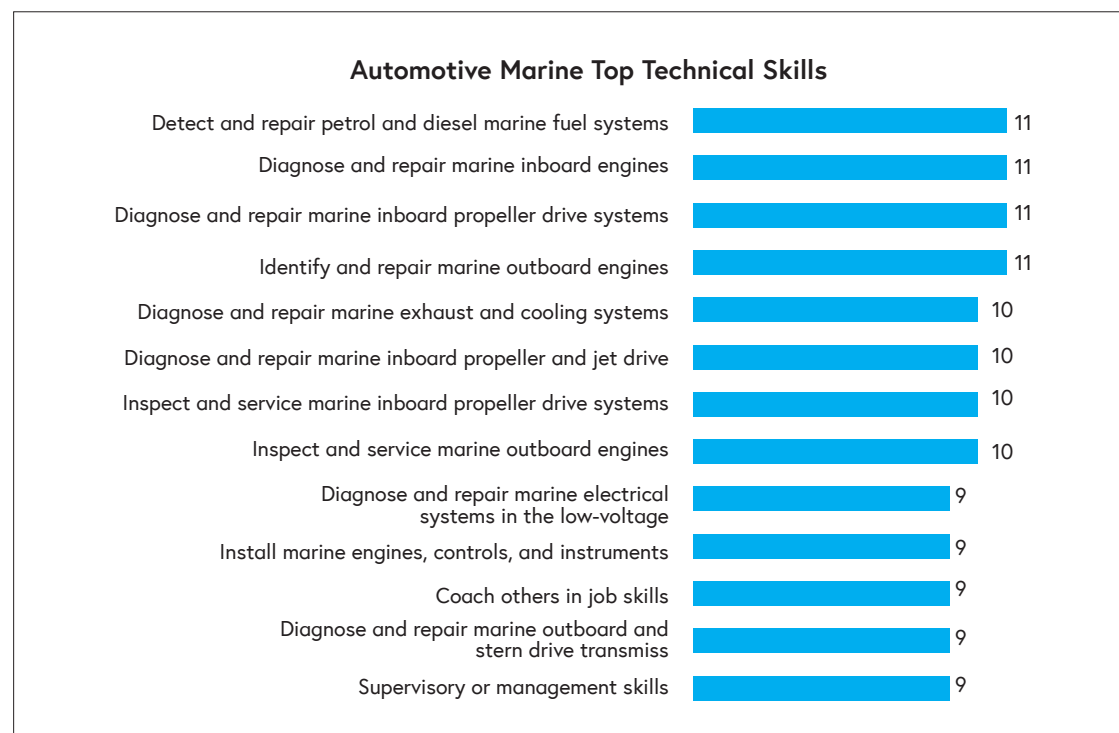 Automotive Marine Top Technical Skills
Detect and repair petrol and diesel marine fuel systems 11
Diagnose and repair marine inboard engines 11
Diagnose and repair marine inboard propeller drive systems 11
Identify and repair marine outboard engines 11
Diagnose and repair marine exhaust and cooling systems 10
Diagnose and repair marine inboard propeller and jet drive 10
Inspect and service marine inboard propeller drive systems 10
Inspect and service marine outboard engines 10
Diagnose and repair marine electrical
systems in the low-voltage 9
Install marine engines, controls, and instruments 9
Coach others in job skills 9
Diagnose and repair marine outboard and
stern drive transmiss 9
Supervisory or management skills 9